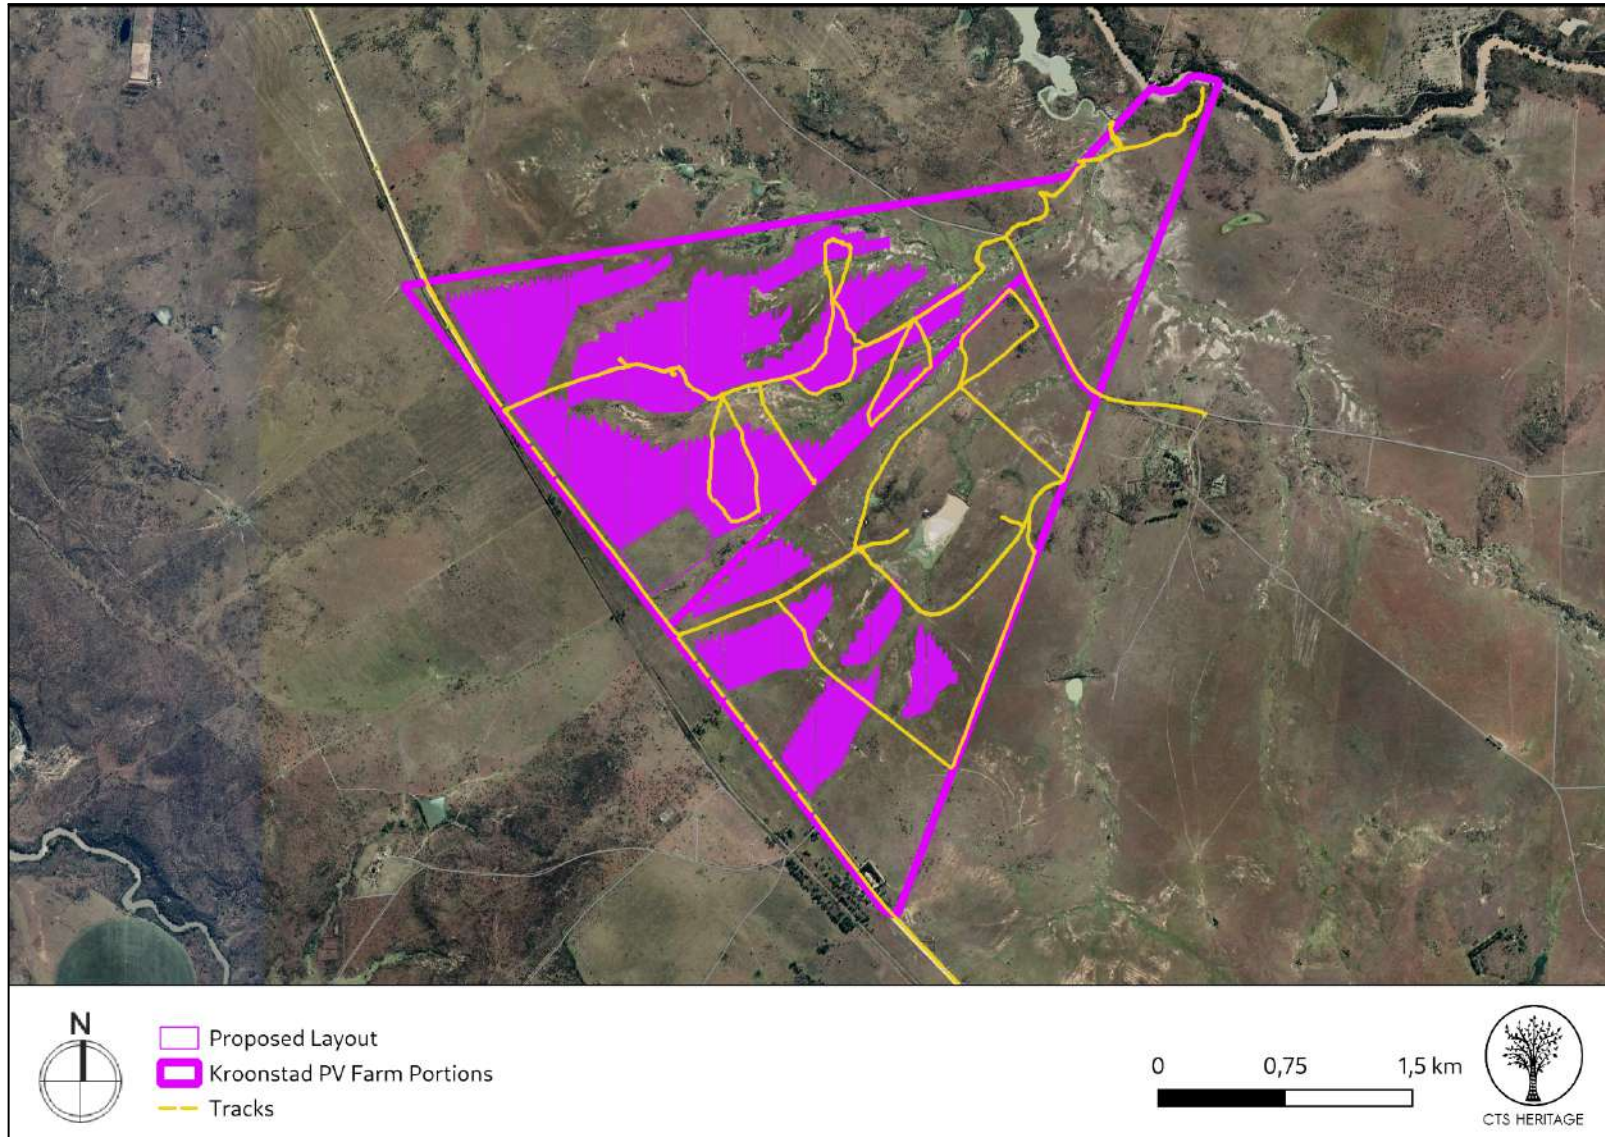 N
Proposed Layout
Kroonstad PV Farm Portions
Tracks
0 0,75 1,5 km
CTS HERITAGE